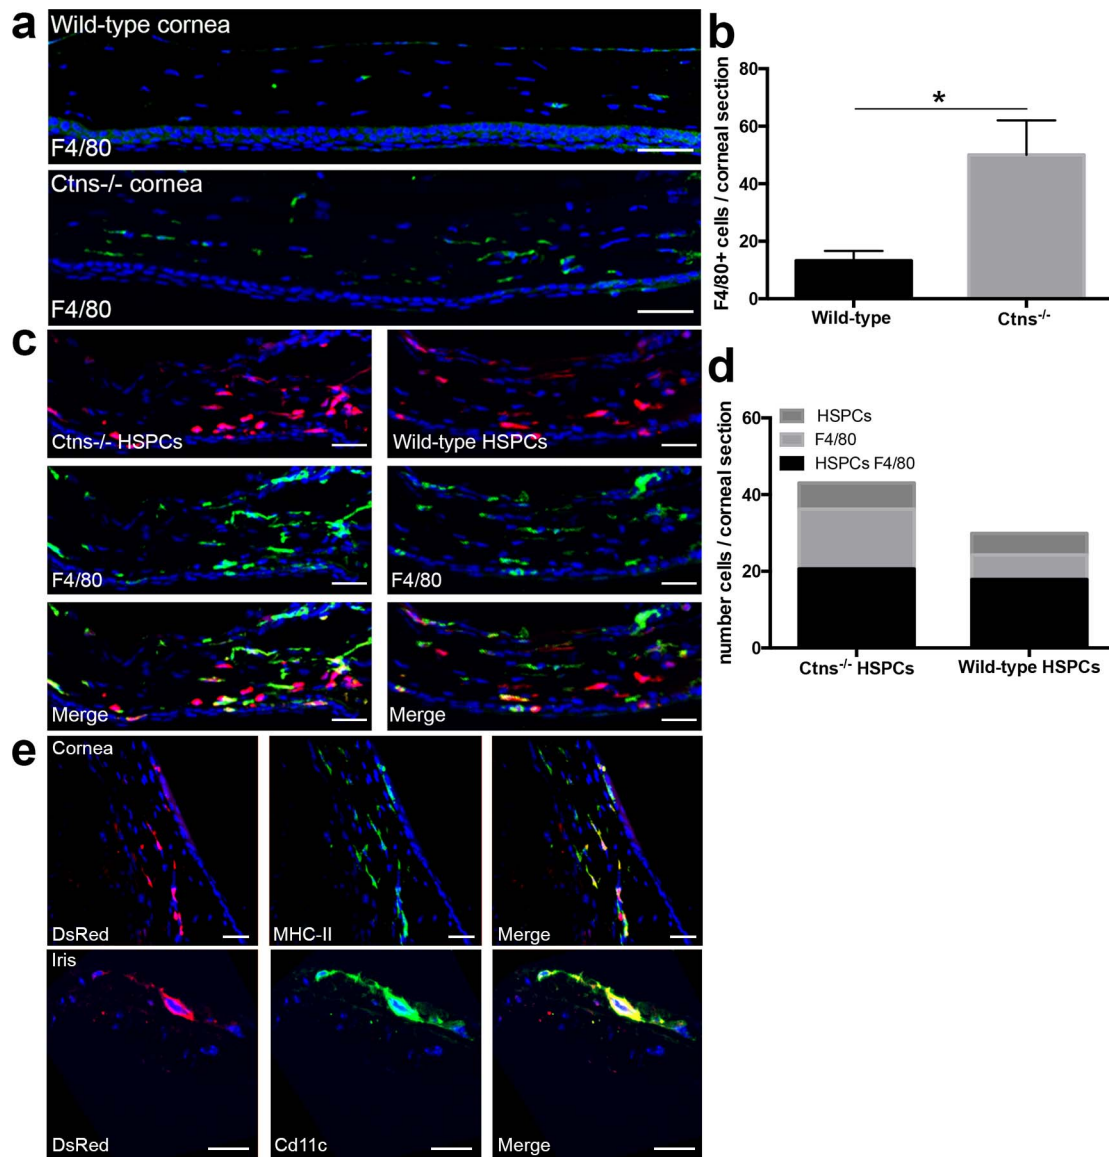 a
Wild-type cornea
F4/80
Ctns-/- cornea
F4/80
b
F4/80+ cells / corneal section
80
60
40
20
0
*
Wild-type
Ctns-/-
c
Ctns-/- HSPCs
Wild-type HSPCs
F4/80
F4/80
Merge
Merge
d
number cells / corneal section
60
40
20
0
HSPCs
F4/80
HSPCs F4/80
Ctns-/- HSPCs
Wild-type HSPCs
e
Cornea
DsRed
MHC-II
Merge
Iris
DsRed
Cd11c
Merge